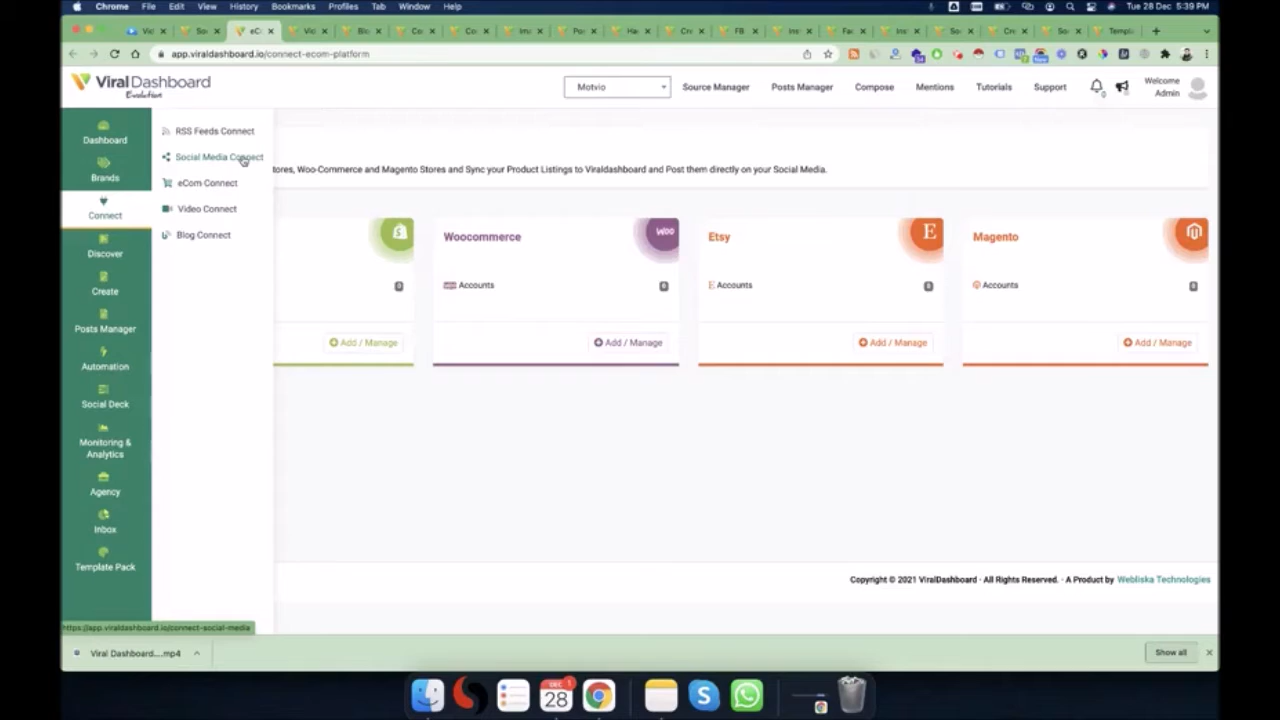 Chrome File Edit View History Bookmarks Profiles Tab Window Help
Tue 28 Dec 5:39 PM
app.viraldashboard.io/connect-ecom-platform
ViralDashboard
Evolution
Motvio
Source Manager
Posts Manager
Compose
Mentions
Tutorials
Support
Welcome
Admin
Dashboard
Brands
Connect
Discover
Create
Posts Manager
Automation
Social Deck
Monitoring &
Analytics
Agency
Inbox
Template Pack
RSS Feeds Connect
Social Media Connect
eCom Connect
Video Connect
Blog Connect
tores, Woo-Commerce and Magento Stores and Sync your Product Listings to Viraldashboard and Post them directly on your Social Media.
0
Add / Manage
Woocommerce
WOO
Accounts
0
Add / Manage
Etsy
E
Accounts
0
Add / Manage
Magento
Accounts
0
Add / Manage
Copyright © 2021 ViralDashboard · All Rights Reserved. · A Product by Webliska Technologies
https://app.viraldashboard.io/connect-social-media
Viral Dashboard....mp4
Show all
DEC
28
1